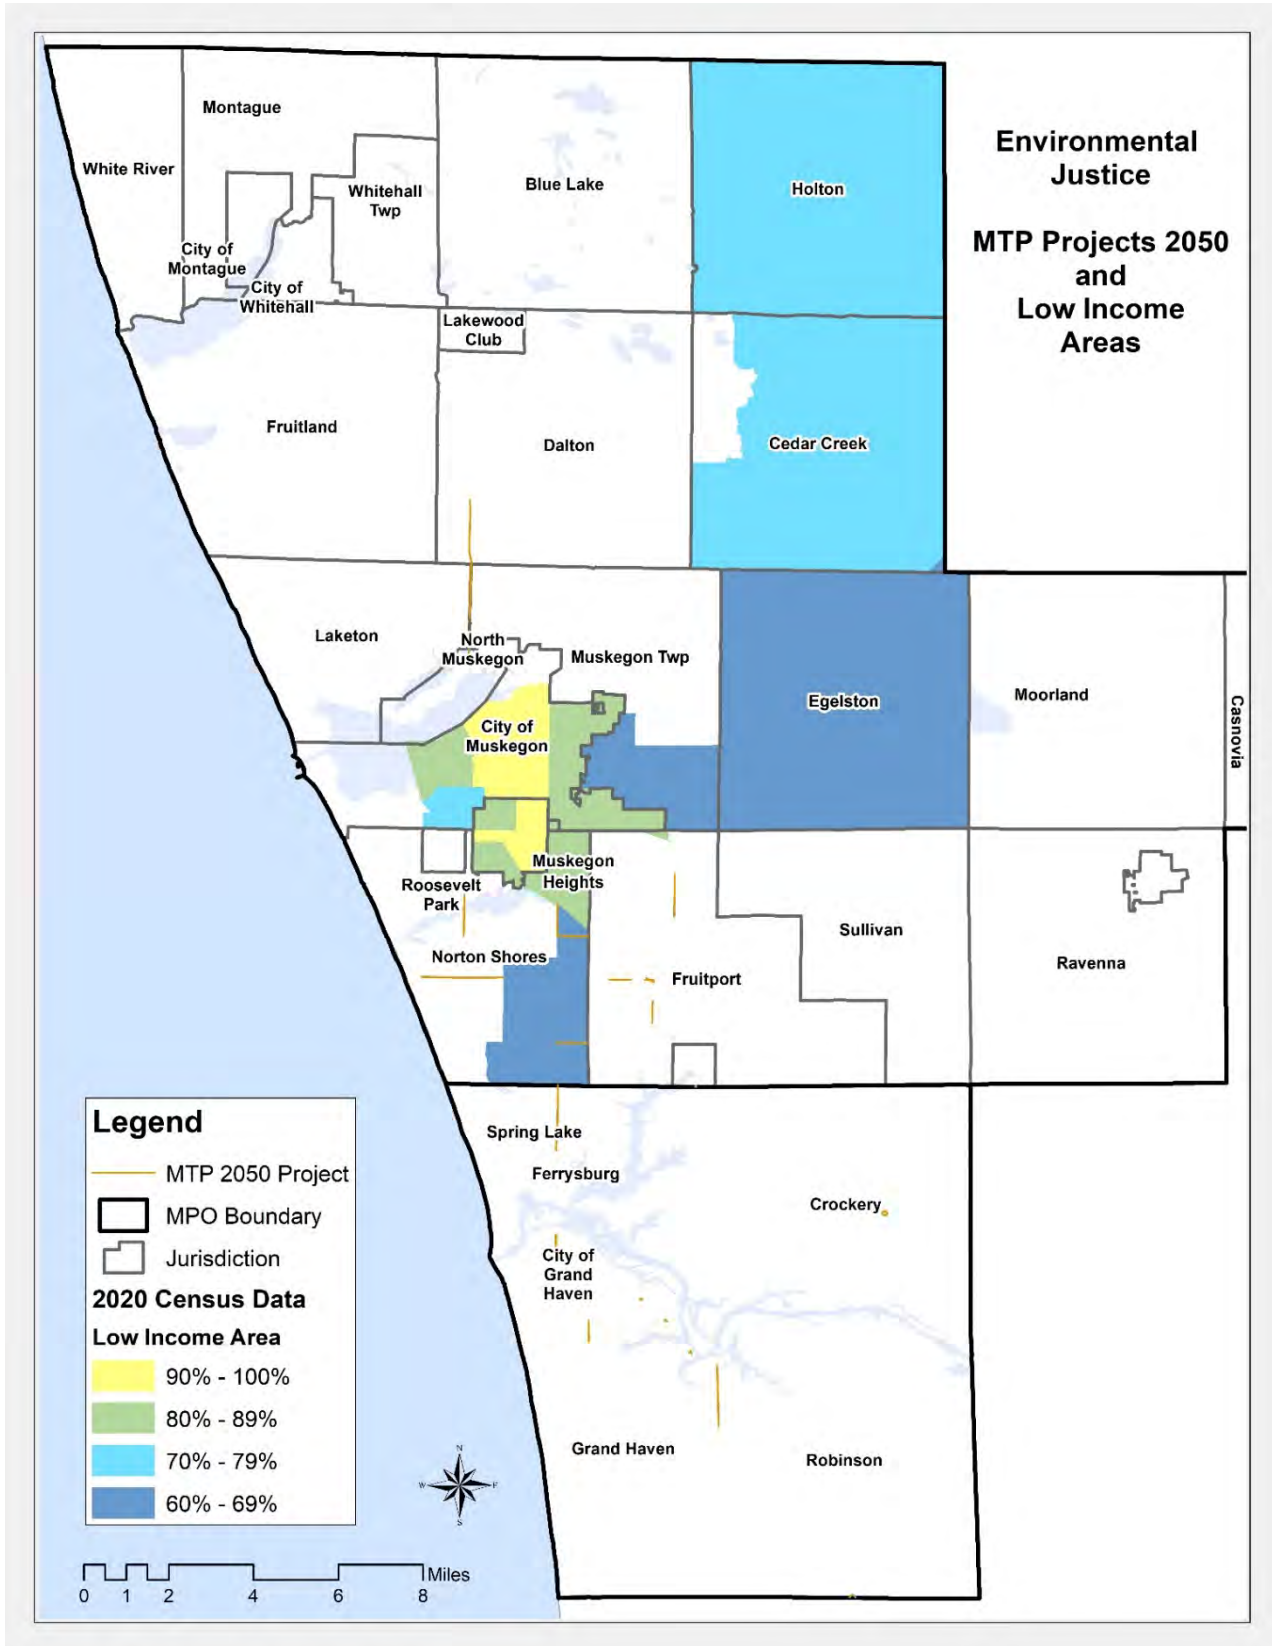 Environmental
Justice
MTP Projects 2050
and
Low Income
Areas
Montague
White River
Whitehall
Twp
Blue Lake
Holton
City of
Montague
City of
Whitehall
Lakewood
Club
Fruitland
Dalton
Cedar Creek
Laketon
North
Muskegon
Muskegon Twp
Egelston
Moorland
Casnovia
City of
Muskegon
Muskegon
Heights
Roosevelt
Park
Norton Shores
Sullivan
Fruitport
Ravenna
Spring Lake
Ferrysburg
Crockery
City of
Grand
Haven
Grand Haven
Robinson
Legend
MTP 2050 Project
MPO Boundary
Jurisdiction
2020 Census Data
Low Income Area
90% - 100%
80% - 89%
70% - 79%
60% - 69%
N
W
E
S
Miles
0 1 2 4 6 8